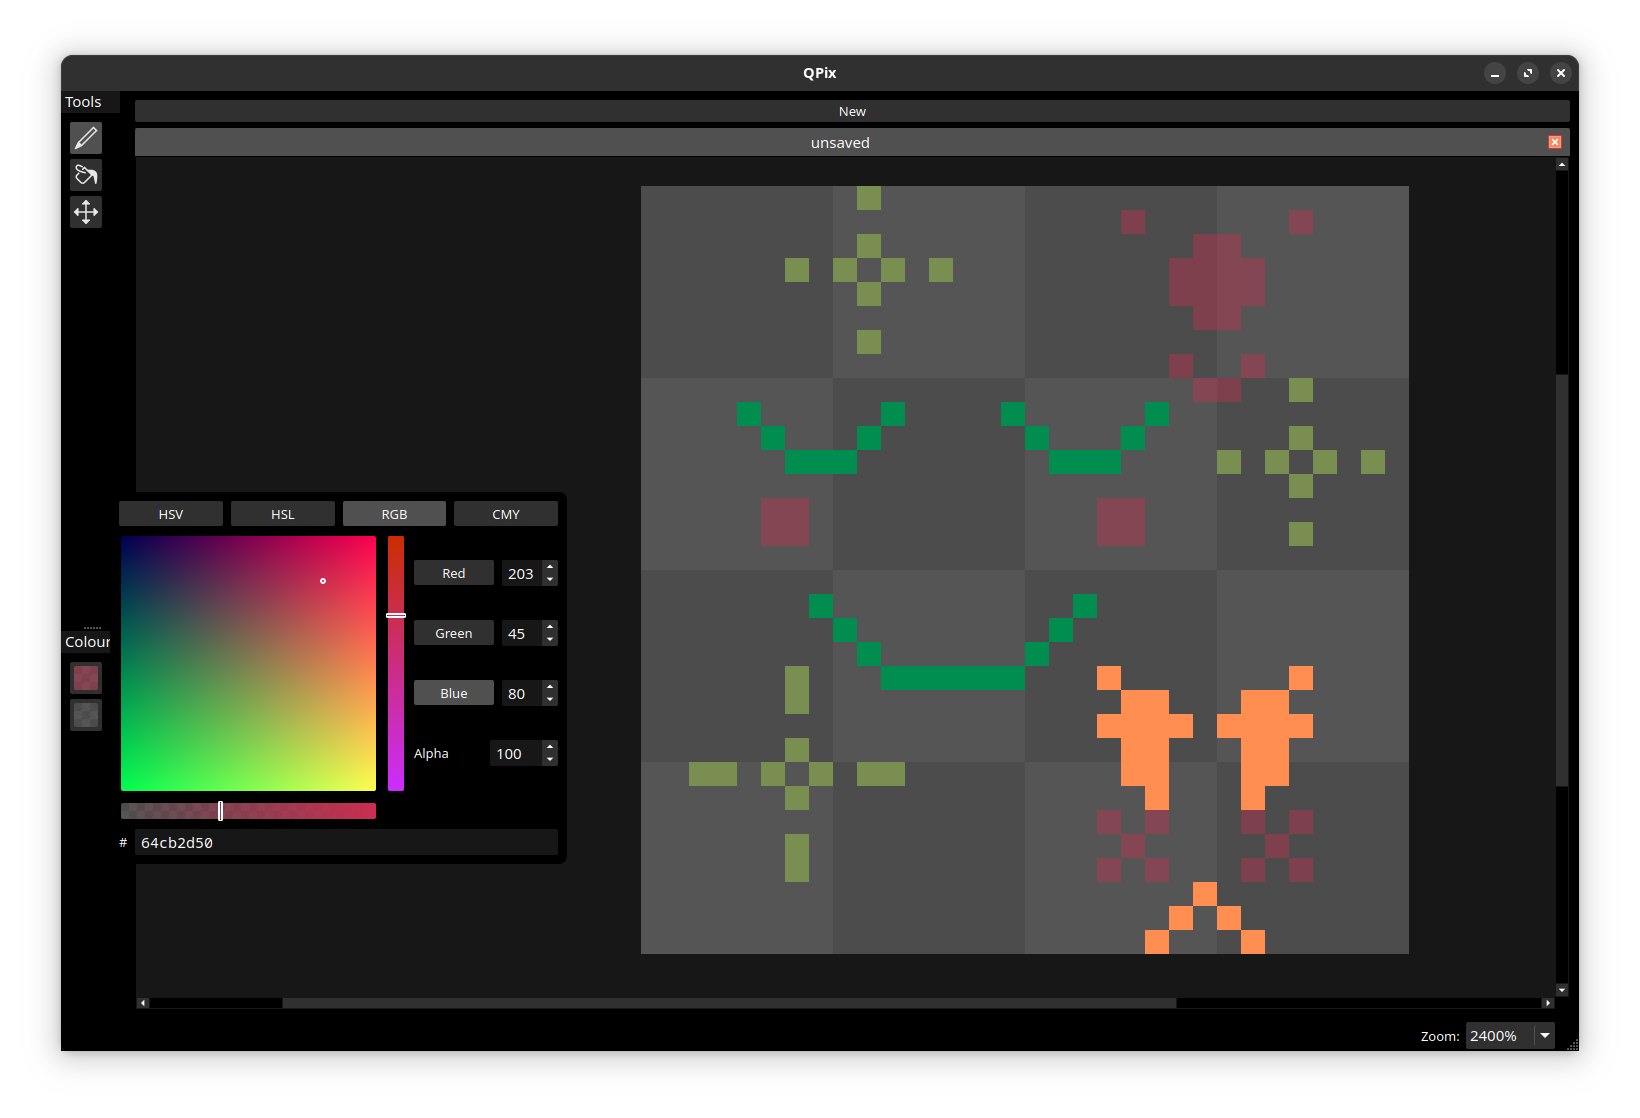 QPix
Tools
New
unsaved
HSV HSL RGB CMY
Red 203
Green 45
Colour
Blue 80
Alpha 100
# 64cb2d50
Zoom: 2400%